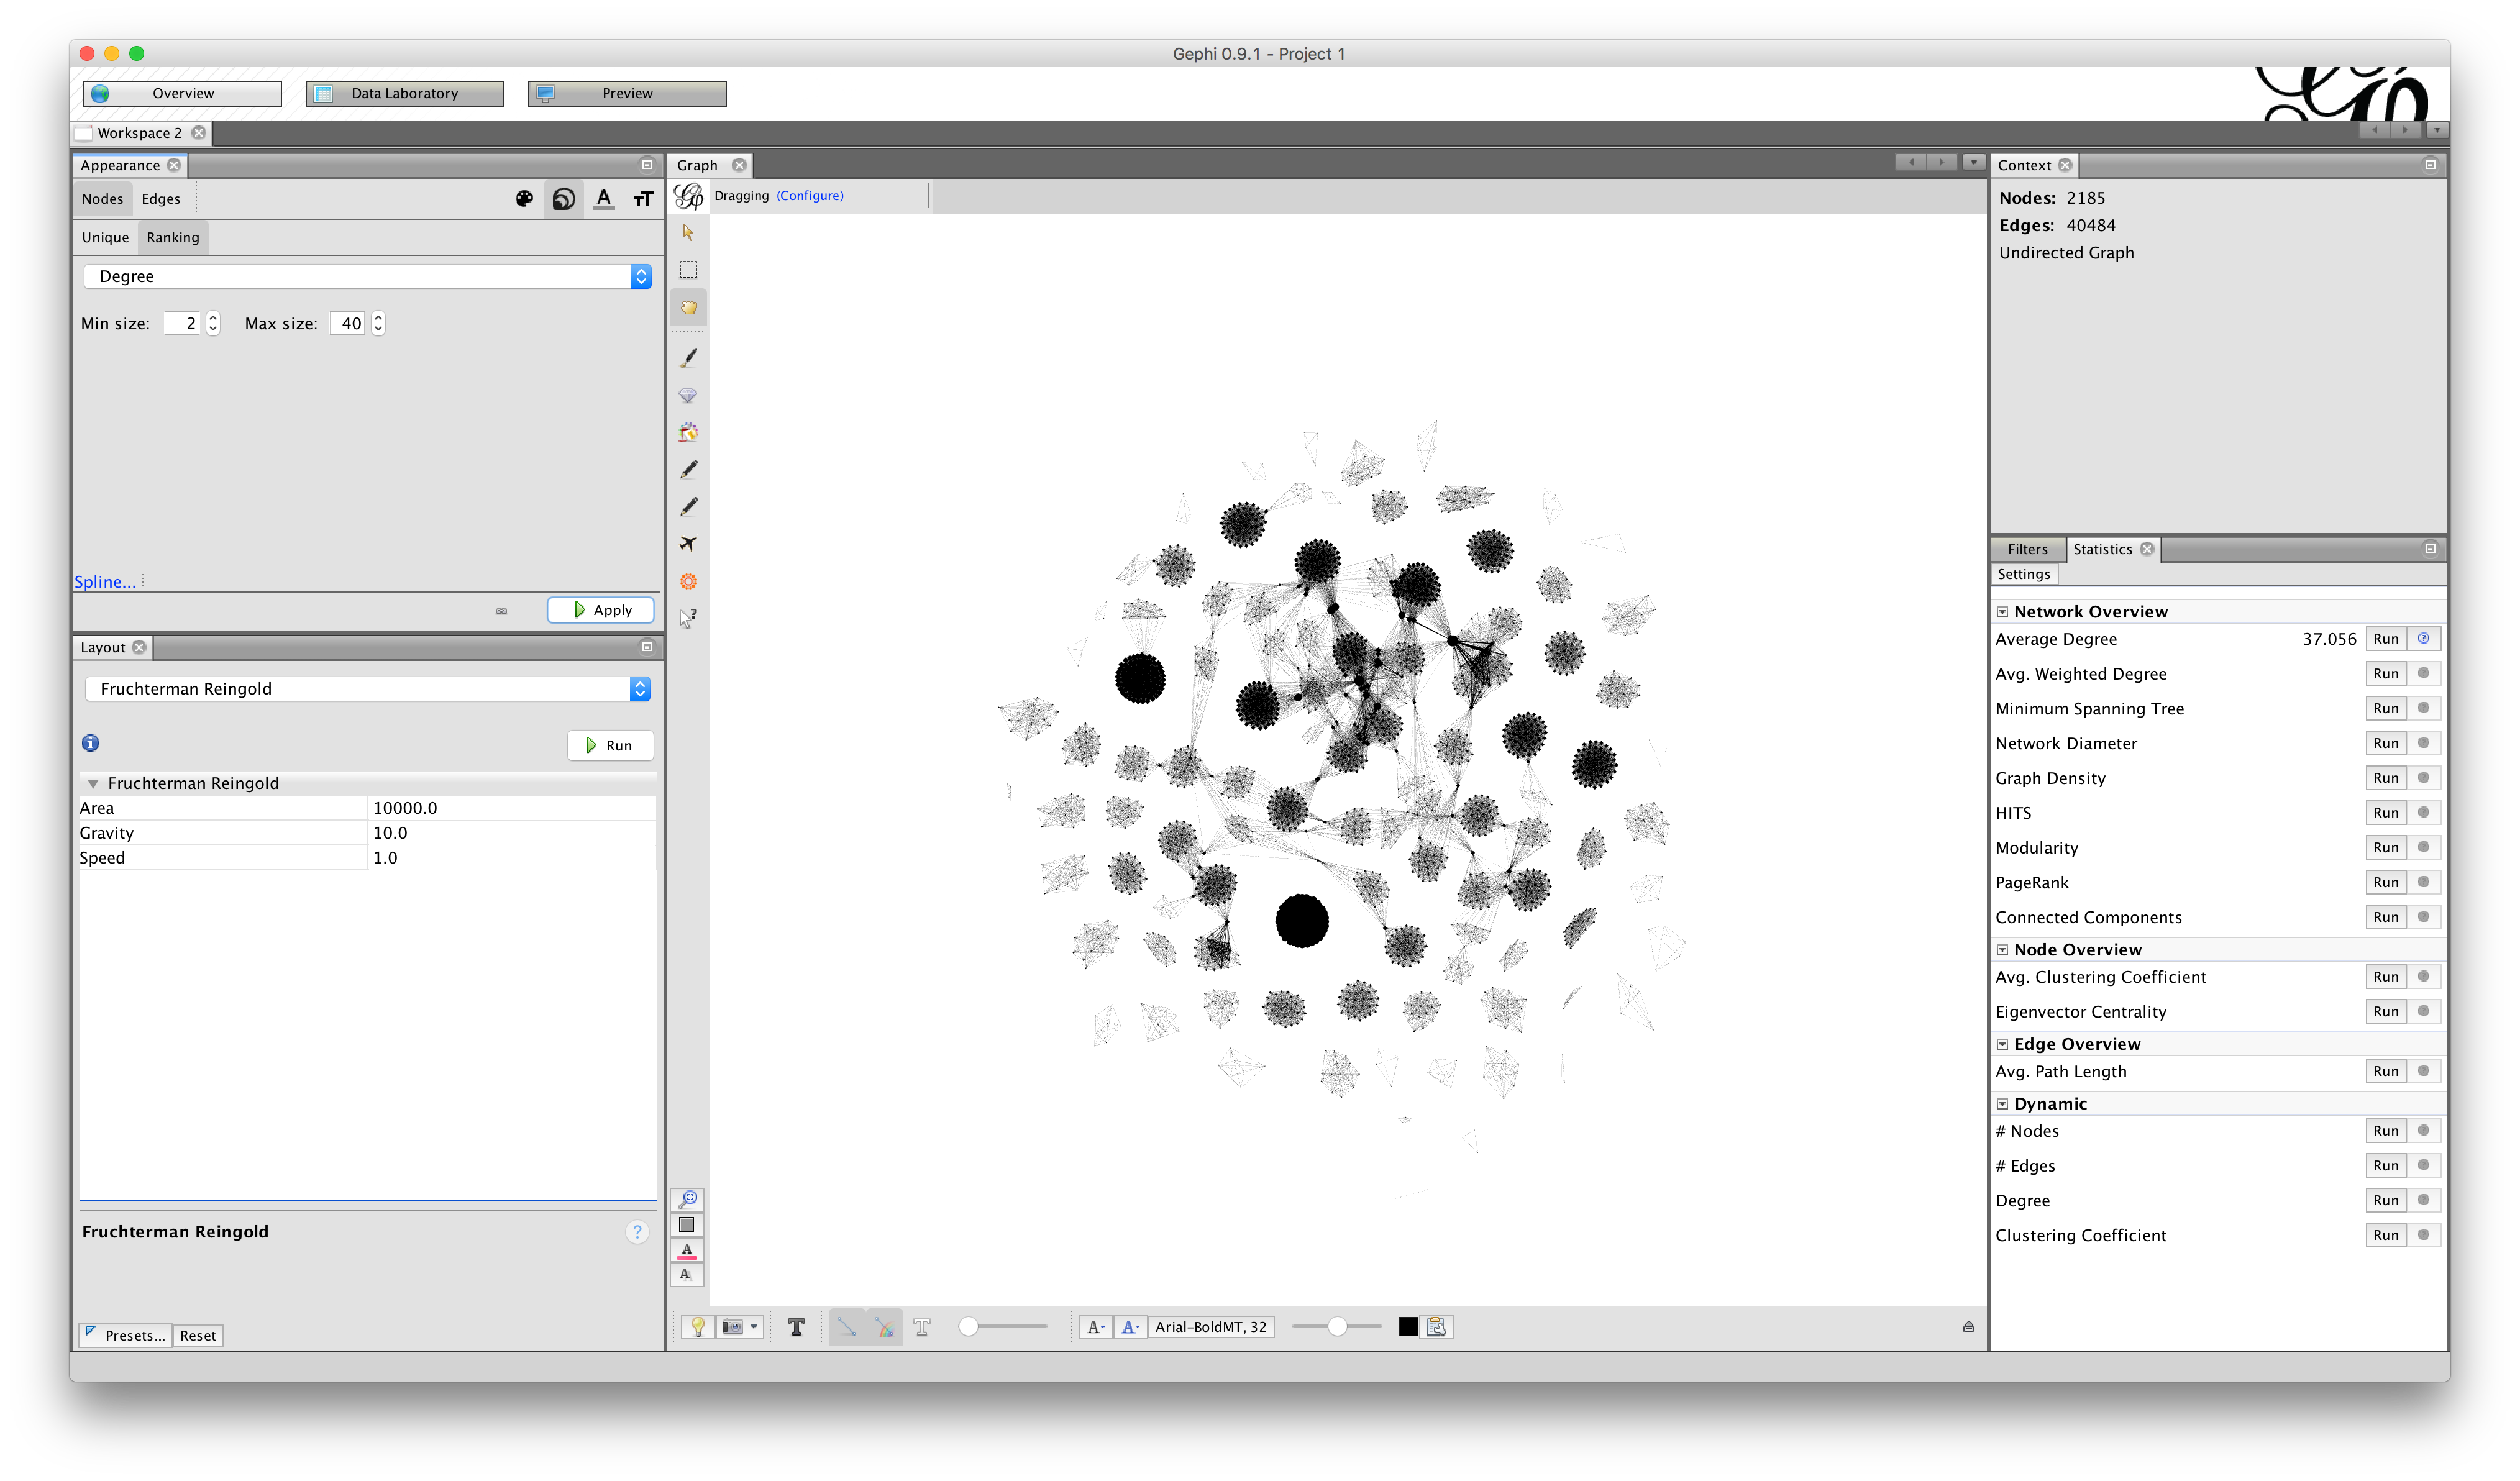 Gephi 0.9.1 - Project 1
Overview
Data Laboratory
Preview
Workspace 2
Appearance
Nodes Edges
Unique Ranking
Degree
Min size: 2 Max size: 40
Spline...
Apply
Layout
Fruchterman Reingold
Run
Fruchterman Reingold
Area 10000.0
Gravity 10.0
Speed 1.0
Fruchterman Reingold
Presets... Reset
Graph
Dragging (Configure)
Arial-BoldMT, 32
Context
Nodes: 2185
Edges: 40484
Undirected Graph
Filters Statistics
Settings
Network Overview
Average Degree 37.056 Run
Avg. Weighted Degree Run
Minimum Spanning Tree Run
Network Diameter Run
Graph Density Run
HITS Run
Modularity Run
PageRank Run
Connected Components Run
Node Overview
Avg. Clustering Coefficient Run
Eigenvector Centrality Run
Edge Overview
Avg. Path Length Run
Dynamic
# Nodes Run
# Edges Run
Degree Run
Clustering Coefficient Run